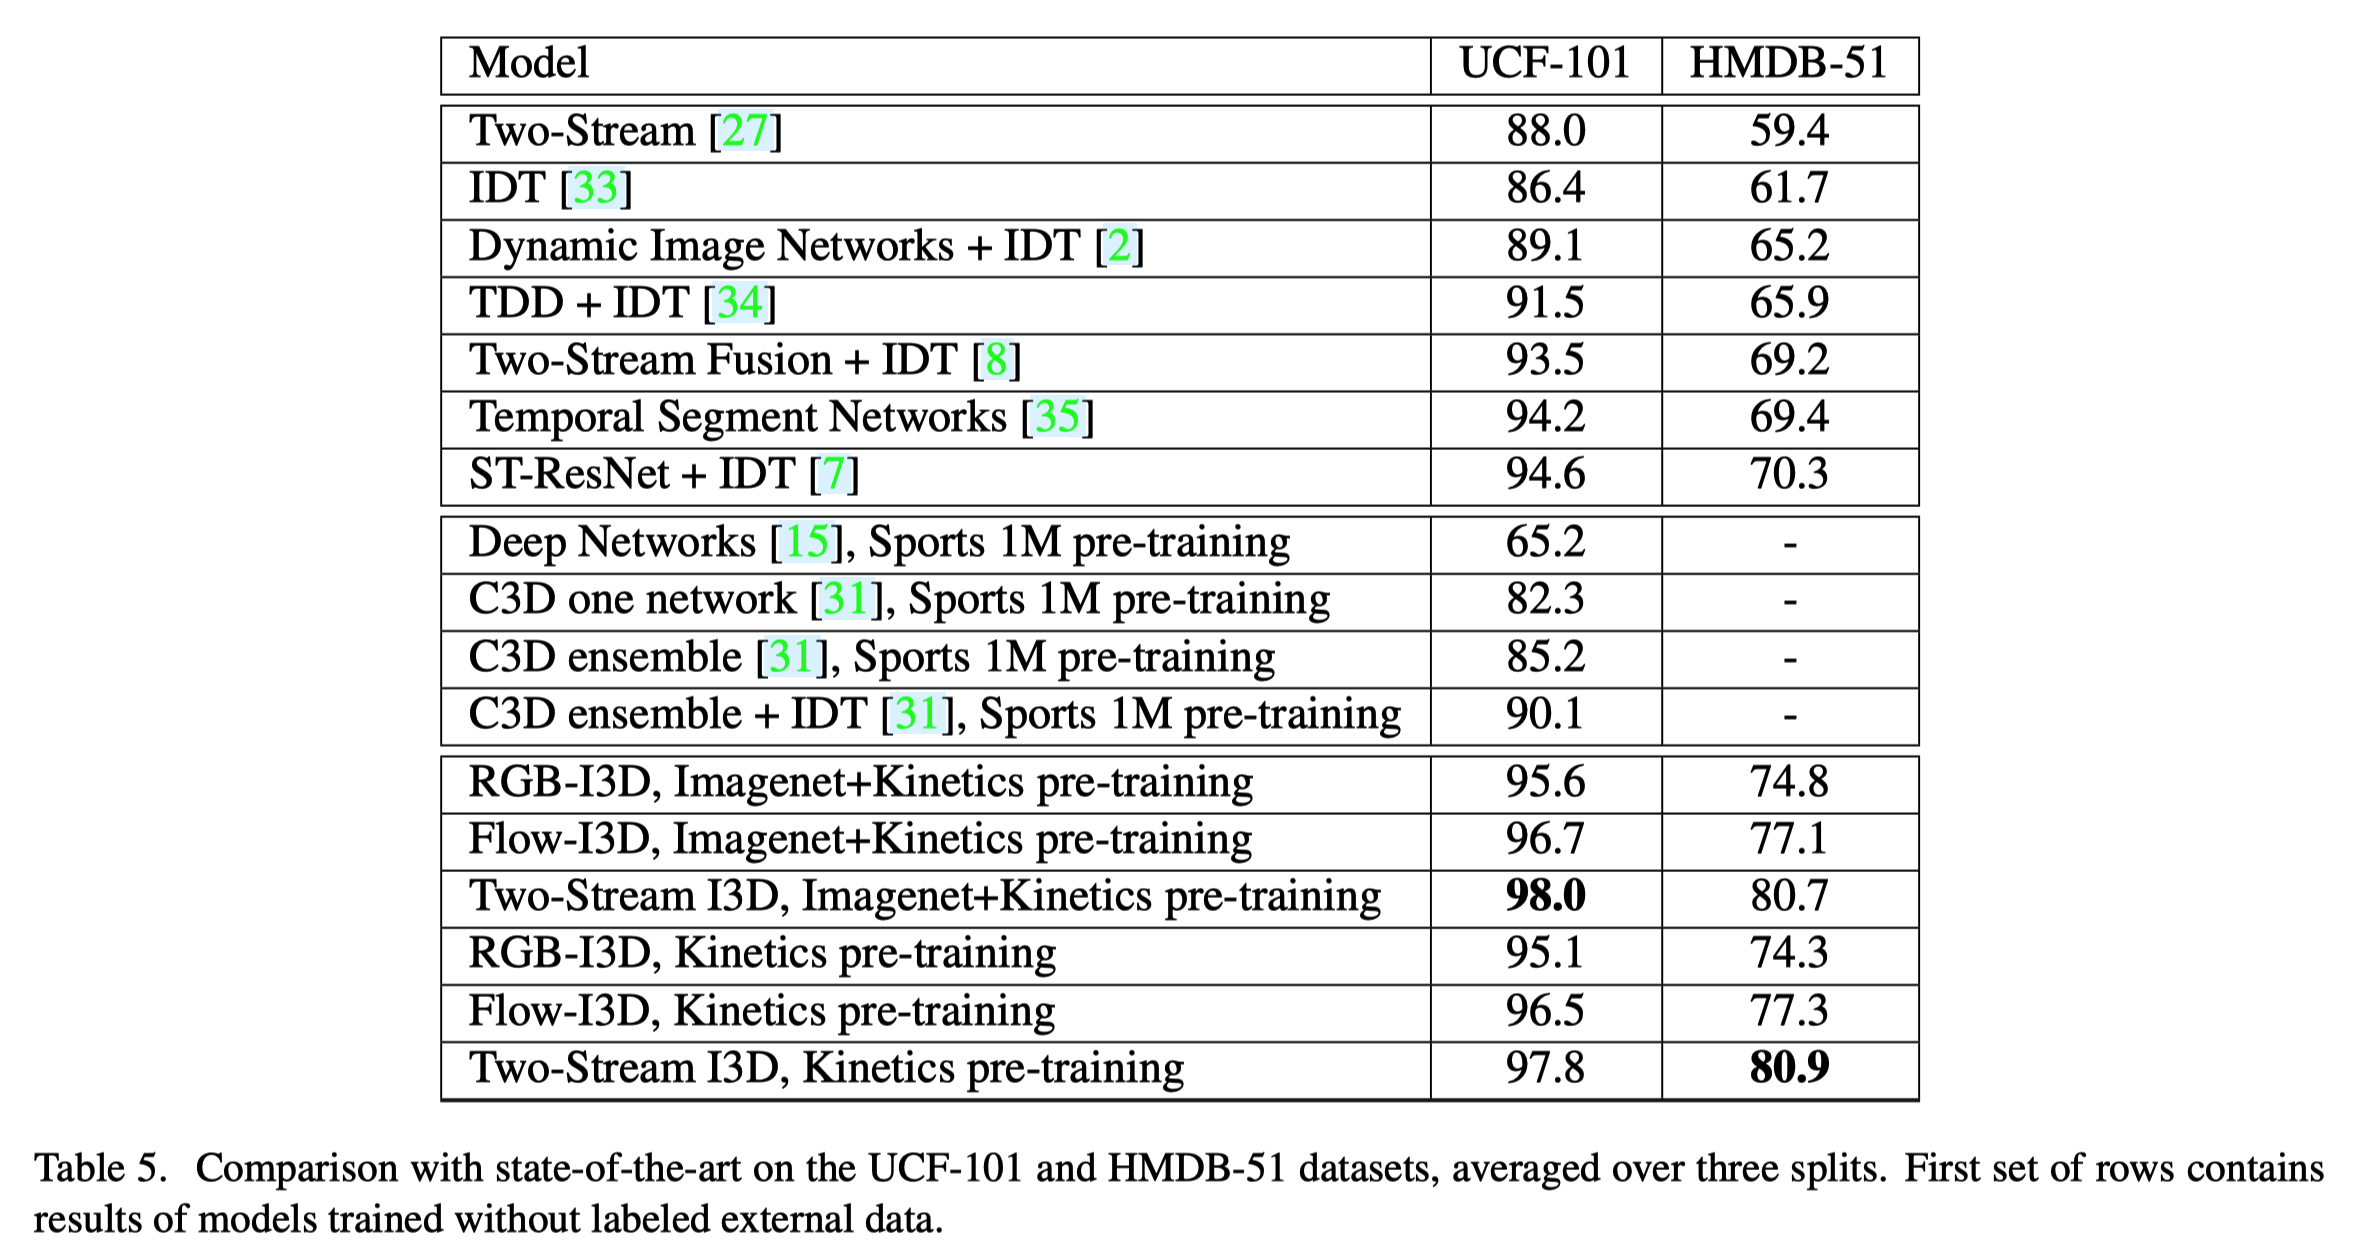 Model UCF-101 HMDB-51
Two-Stream [27] 88.0 59.4
IDT [33] 86.4 61.7
Dynamic Image Networks + IDT [2] 89.1 65.2
TDD + IDT [34] 91.5 65.9
Two-Stream Fusion + IDT [8] 93.5 69.2
Temporal Segment Networks [35] 94.2 69.4
ST-ResNet + IDT [7] 94.6 70.3
Deep Networks [15], Sports 1M pre-training 65.2 -
C3D one network [31], Sports 1M pre-training 82.3 -
C3D ensemble [31], Sports 1M pre-training 85.2 -
C3D ensemble + IDT [31], Sports 1M pre-training 90.1 -
RGB-I3D, Imagenet+Kinetics pre-training 95.6 74.8
Flow-I3D, Imagenet+Kinetics pre-training 96.7 77.1
Two-Stream I3D, Imagenet+Kinetics pre-training 98.0 80.7
RGB-I3D, Kinetics pre-training 95.1 74.3
Flow-I3D, Kinetics pre-training 96.5 77.3
Two-Stream I3D, Kinetics pre-training 97.8 80.9
Table 5. Comparison with state-of-the-art on the UCF-101 and HMDB-51 datasets, averaged over three splits. First set of rows contains
results of models trained without labeled external data.